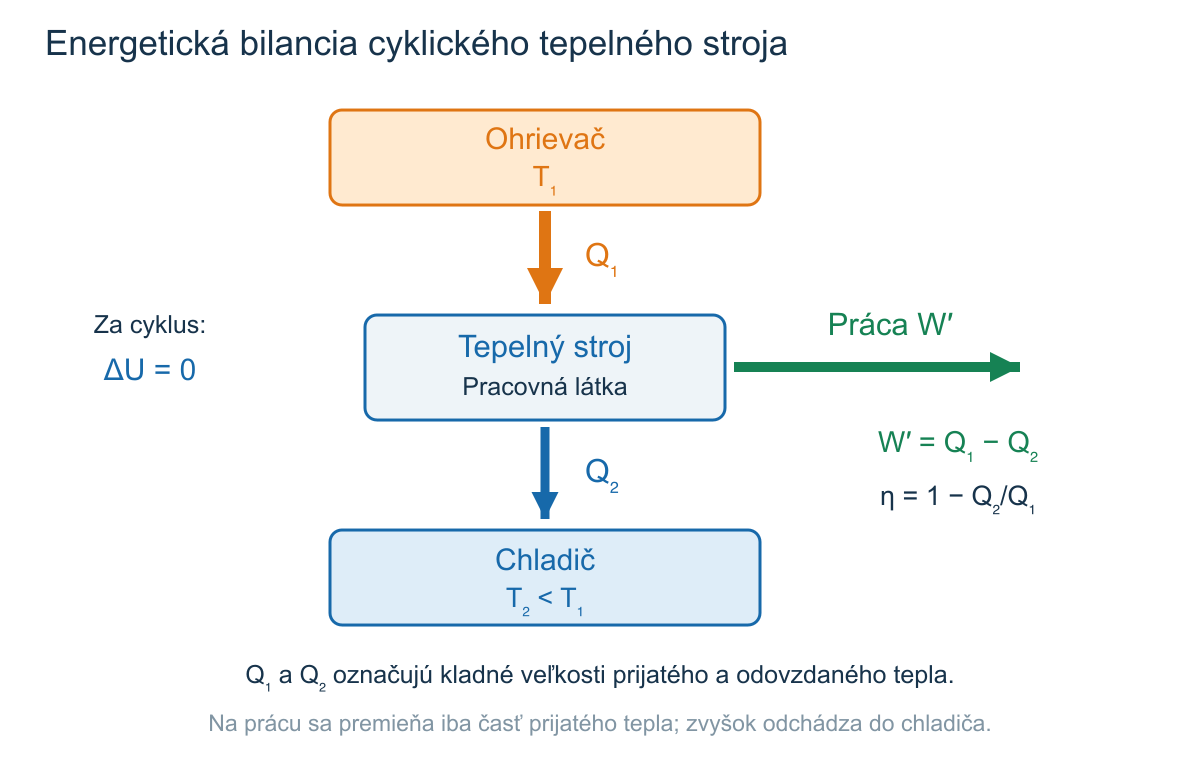 Energetická bilancia cyklického tepelného stroja
Ohrievač
T₁
Q₁
Za cyklus:
ΔU = 0
Tepelný stroj
Pracovná látka
Práca W′
Q₂
W′ = Q₁ − Q₂
η = 1 − Q₂/Q₁
Chladič
T₂ < T₁
Q₁ a Q₂ označujú kladné veľkosti prijatého a odovzdaného tepla.
Na prácu sa premieňa iba časť prijatého tepla; zvyšok odchádza do chladiča.